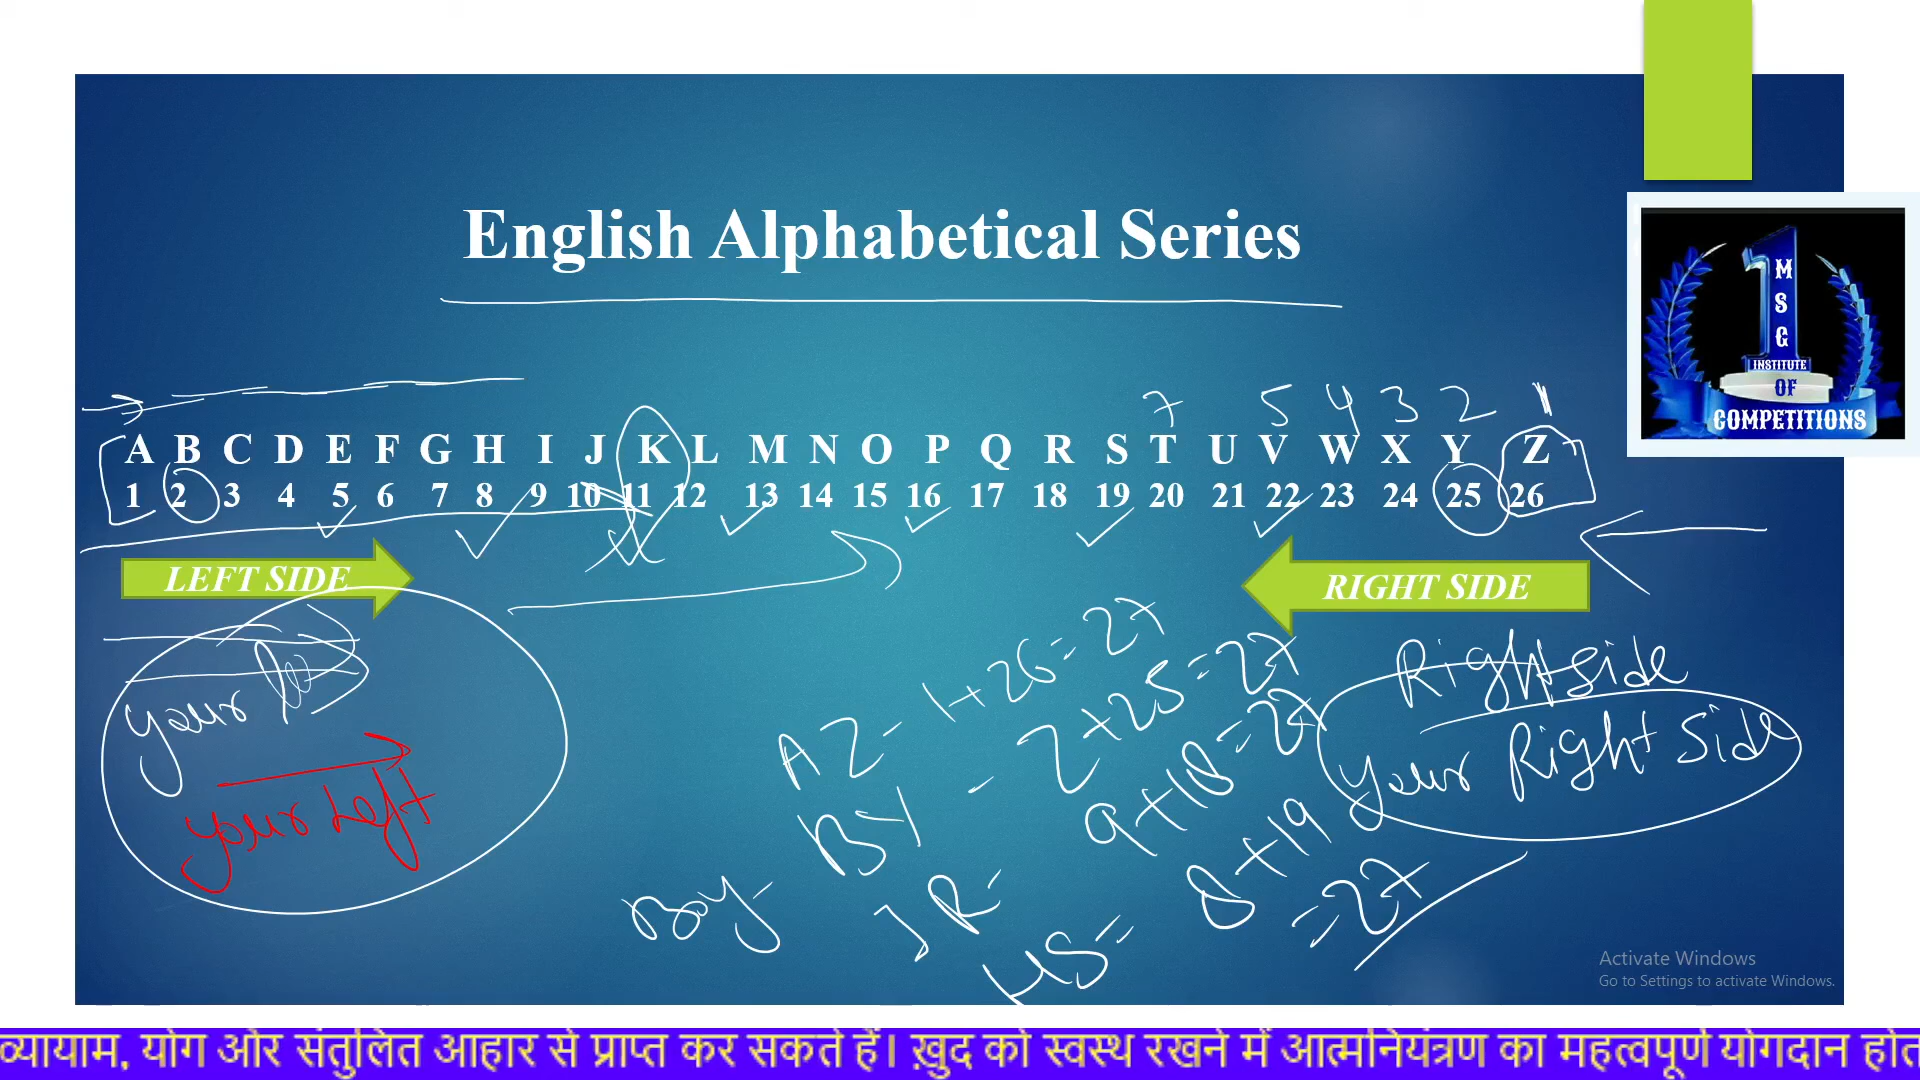 English Alphabetical Series
7 5 4 3 2 1
A B C D E F G H I J K L M N O P Q R S T U V W X Y Z
1 2 3 4 5 6 7 8 9 10 11 12 13 14 15 16 17 18 19 20 21 22 23 24 25 26
LEFT SIDE
RIGHT SIDE
your
your Left
AZ - 1+26=27
BY - 2+25=27
IR= 9+18=27
HS= 8+19
=27
Boy-
Right side
your Right Side
M
S
G
INSTITUTE
OF
COMPETITIONS
Activate Windows
Go to Settings to activate Windows.
व्यायाम, योग और संतुलित आहार से प्राप्त कर सकते हैं। ख़ुद को स्वस्थ रखने में आत्मनियंत्रण का महत्वपूर्ण योगदान होत